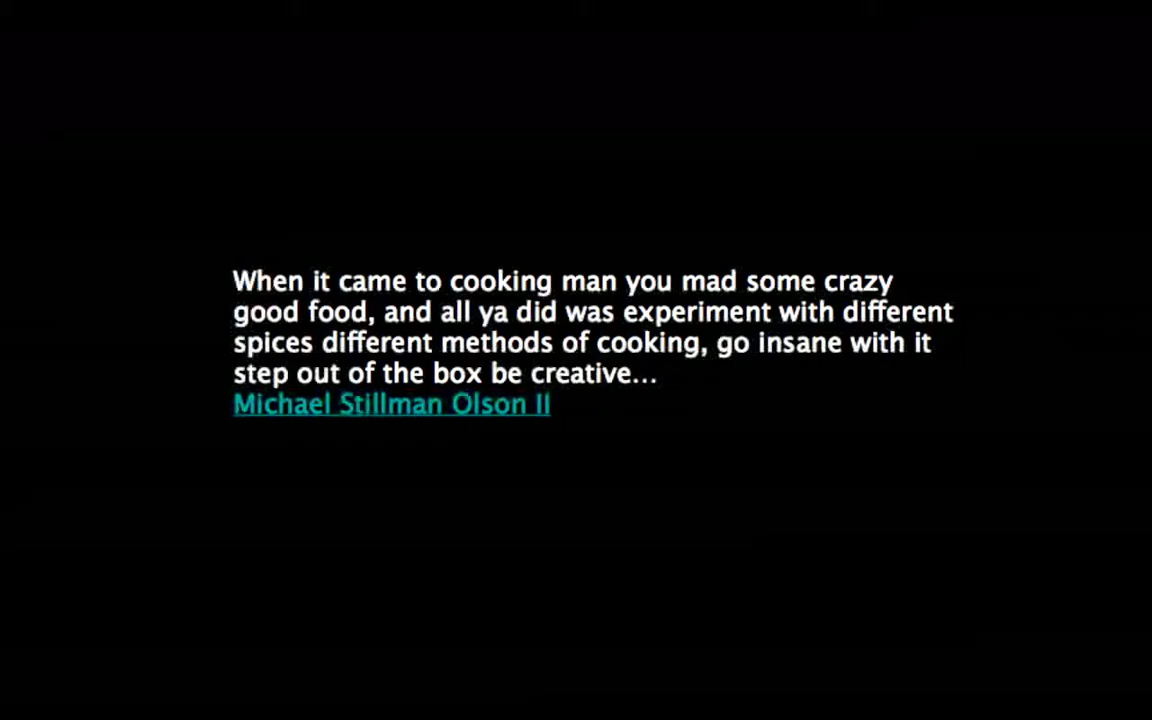 When it came to cooking man you mad some crazy
good food, and all ya did was experiment with different
spices different methods of cooking, go insane with it
step out of the box be creative...
Michael Stillman Olson II